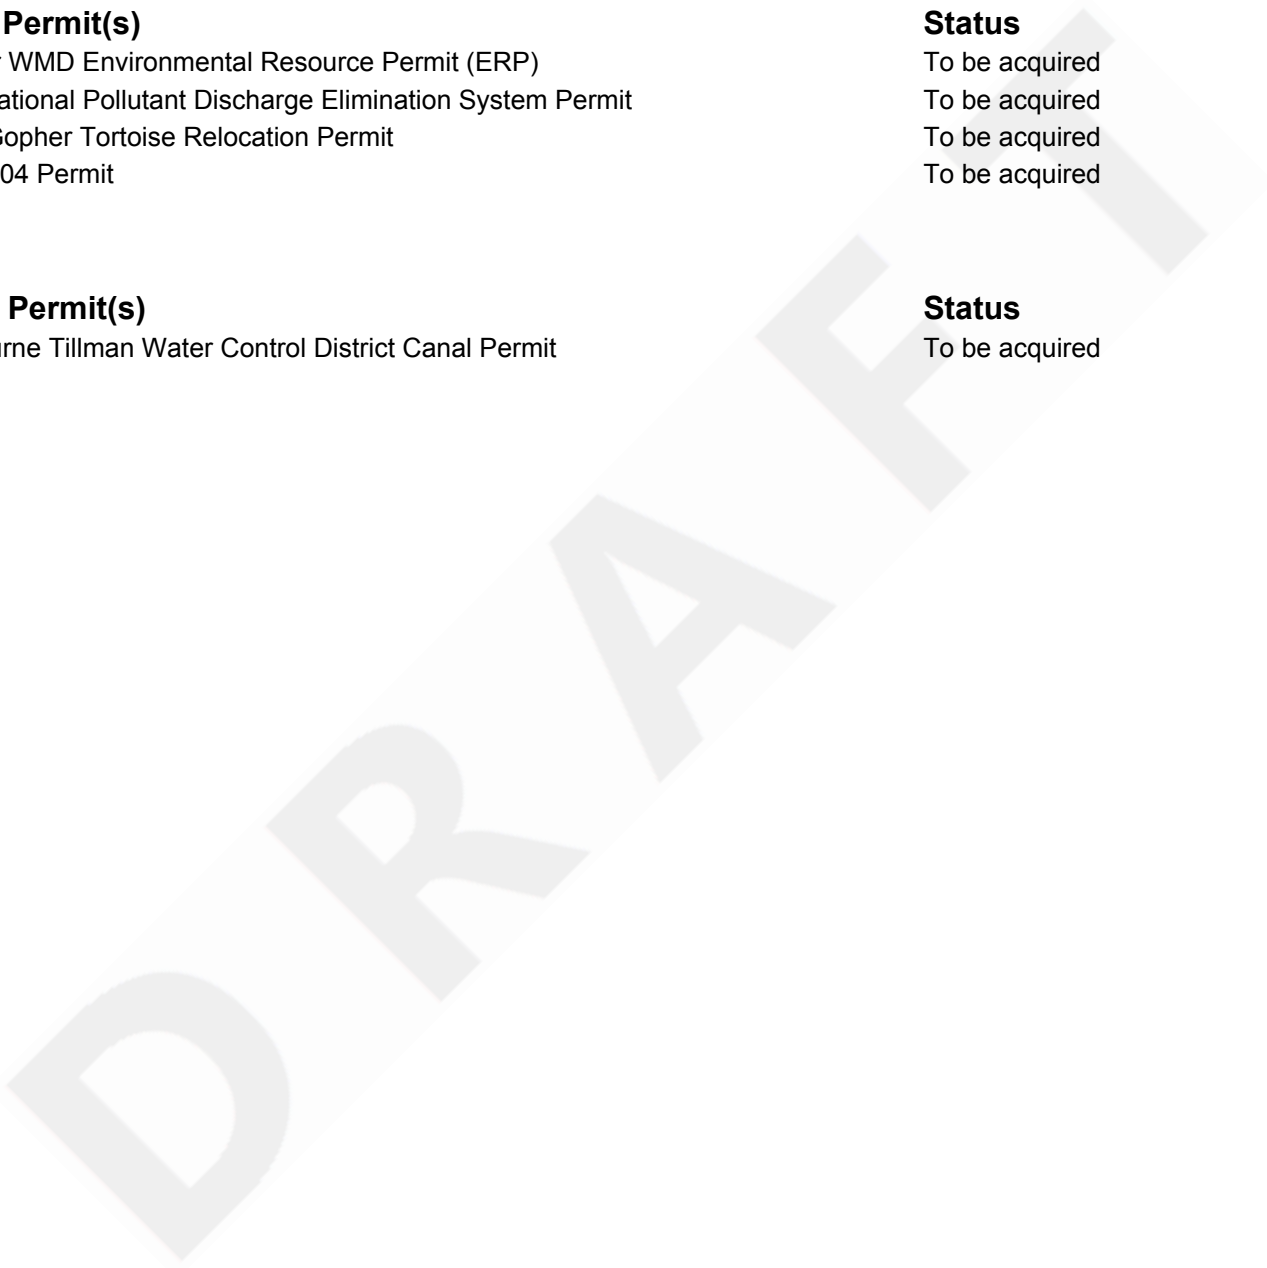 Permit(s) Status
WMD Environmental Resource Permit (ERP) To be acquired
ational Pollutant Discharge Elimination System Permit To be acquired
Gopher Tortoise Relocation Permit To be acquired
04 Permit To be acquired
Permit(s) Status
urne Tillman Water Control District Canal Permit To be acquired
DRAFT